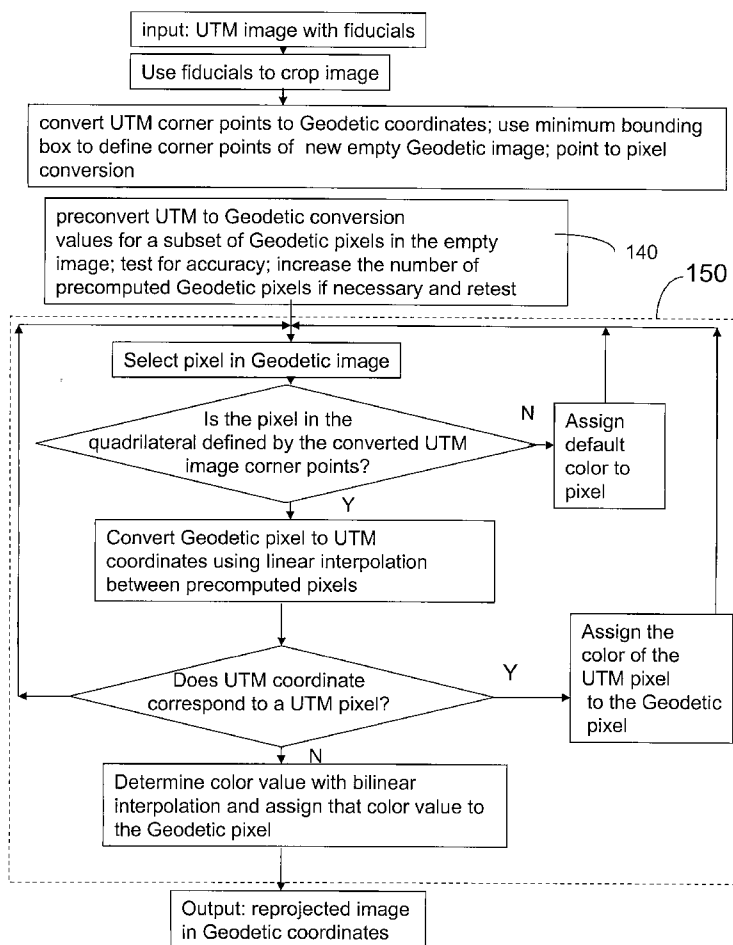 input: UTM image with fiducials
Use fiducials to crop image
convert UTM corner points to Geodetic coordinates; use minimum bounding
box to define corner points of new empty Geodetic image; point to pixel
conversion
preconvert UTM to Geodetic conversion
values for a subset of Geodetic pixels in the empty
image; test for accuracy; increase the number of
precomputed Geodetic pixels if necessary and retest
140
150
Select pixel in Geodetic image
Is the pixel in the
quadrilateral defined by the converted UTM
image corner points?
N
Assign
default
color to
pixel
Y
Convert Geodetic pixel to UTM
coordinates using linear interpolation
between precomputed pixels
Does UTM coordinate
correspond to a UTM pixel?
Y
Assign the
color of the
UTM pixel
to the Geodetic
pixel
N
Determine color value with bilinear
interpolation and assign that color value to
the Geodetic pixel
Output: reprojected image
in Geodetic coordinates